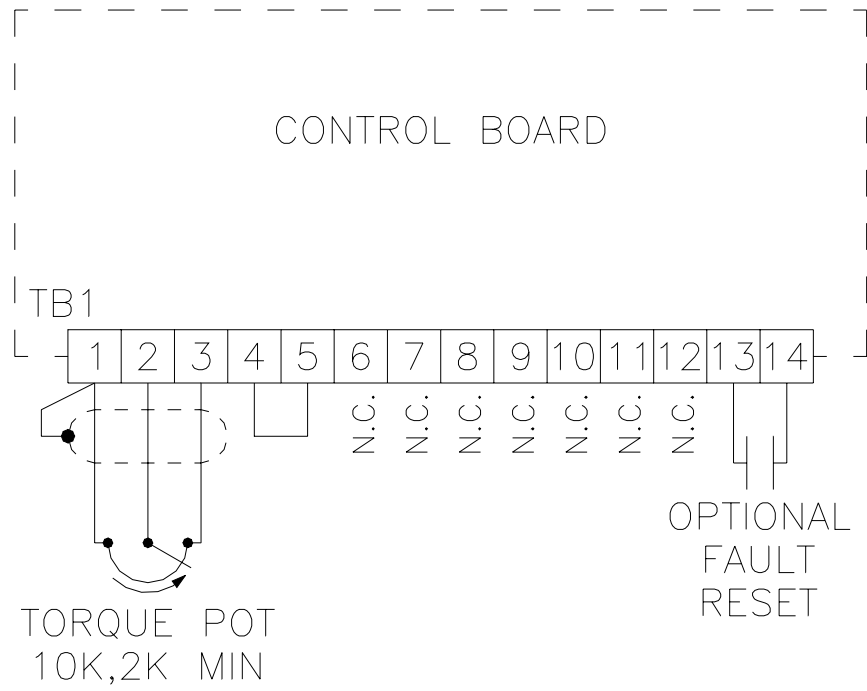 CONTROL BOARD
TB1
1 2 3 4 5 6 7 8 9 10 11 12 13 14
N.C. N.C. N.C. N.C. N.C. N.C. N.C.
OPTIONAL
FAULT
RESET
TORQUE POT
10K,2K MIN